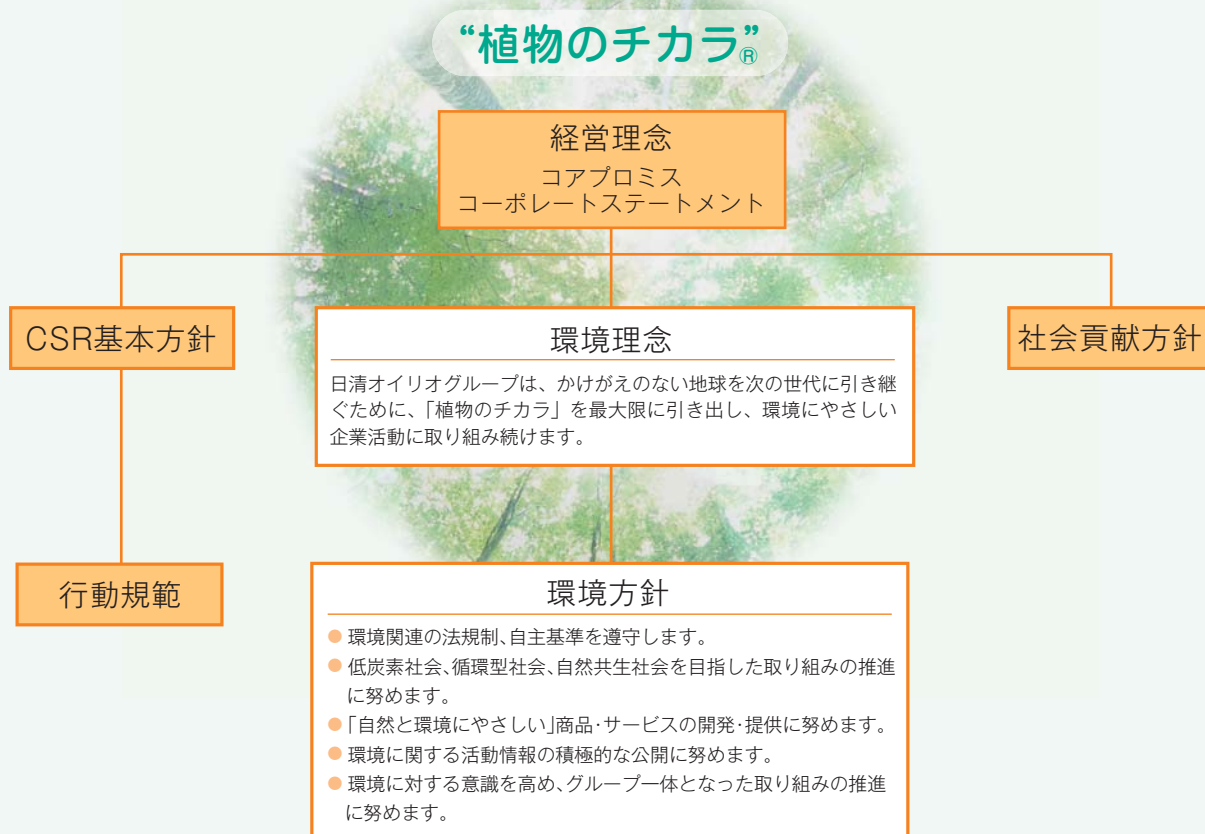 “植物のチカラ”®
経営理念
コアプロミス
コーポレートステートメント
CSR基本方針
環境理念
社会貢献方針
日清オイリオグループは、かけがえのない地球を次の世代に引き継
ぐために、「植物のチカラ」を最大限に引き出し、環境にやさしい
企業活動に取り組み続けます。
行動規範
環境方針
● 環境関連の法規制、自主基準を遵守します。
● 低炭素社会、循環型社会、自然共生社会を目指した取り組みの推進
に努めます。
● 「自然と環境にやさしい」商品・サービスの開発・提供に努めます。
● 環境に関する活動情報の積極的な公開に努めます。
● 環境に対する意識を高め、グループ一体となった取り組みの推進
に努めます。